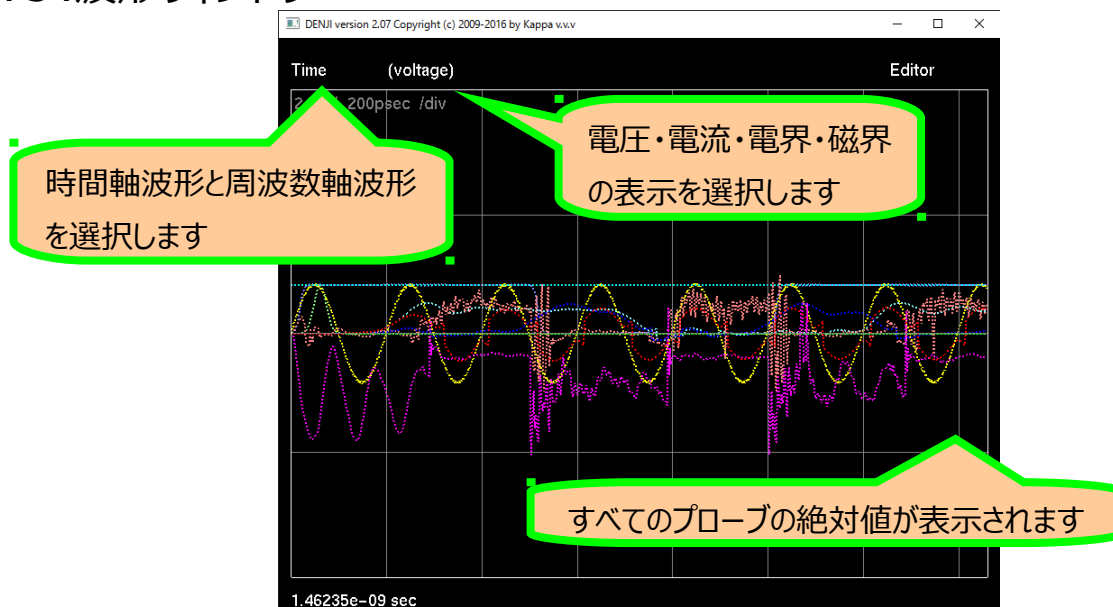 DENJI version 2.07 Copyright (c) 2009-2016 by Kappa v.v.v
Time (voltage) Editor
200psec /div
電圧・電流・電界・磁界
の表示を選択します
時間軸波形と周波数軸波形
を選択します
すべてのプローブの絶対値が表示されます
1.46235e-09 sec